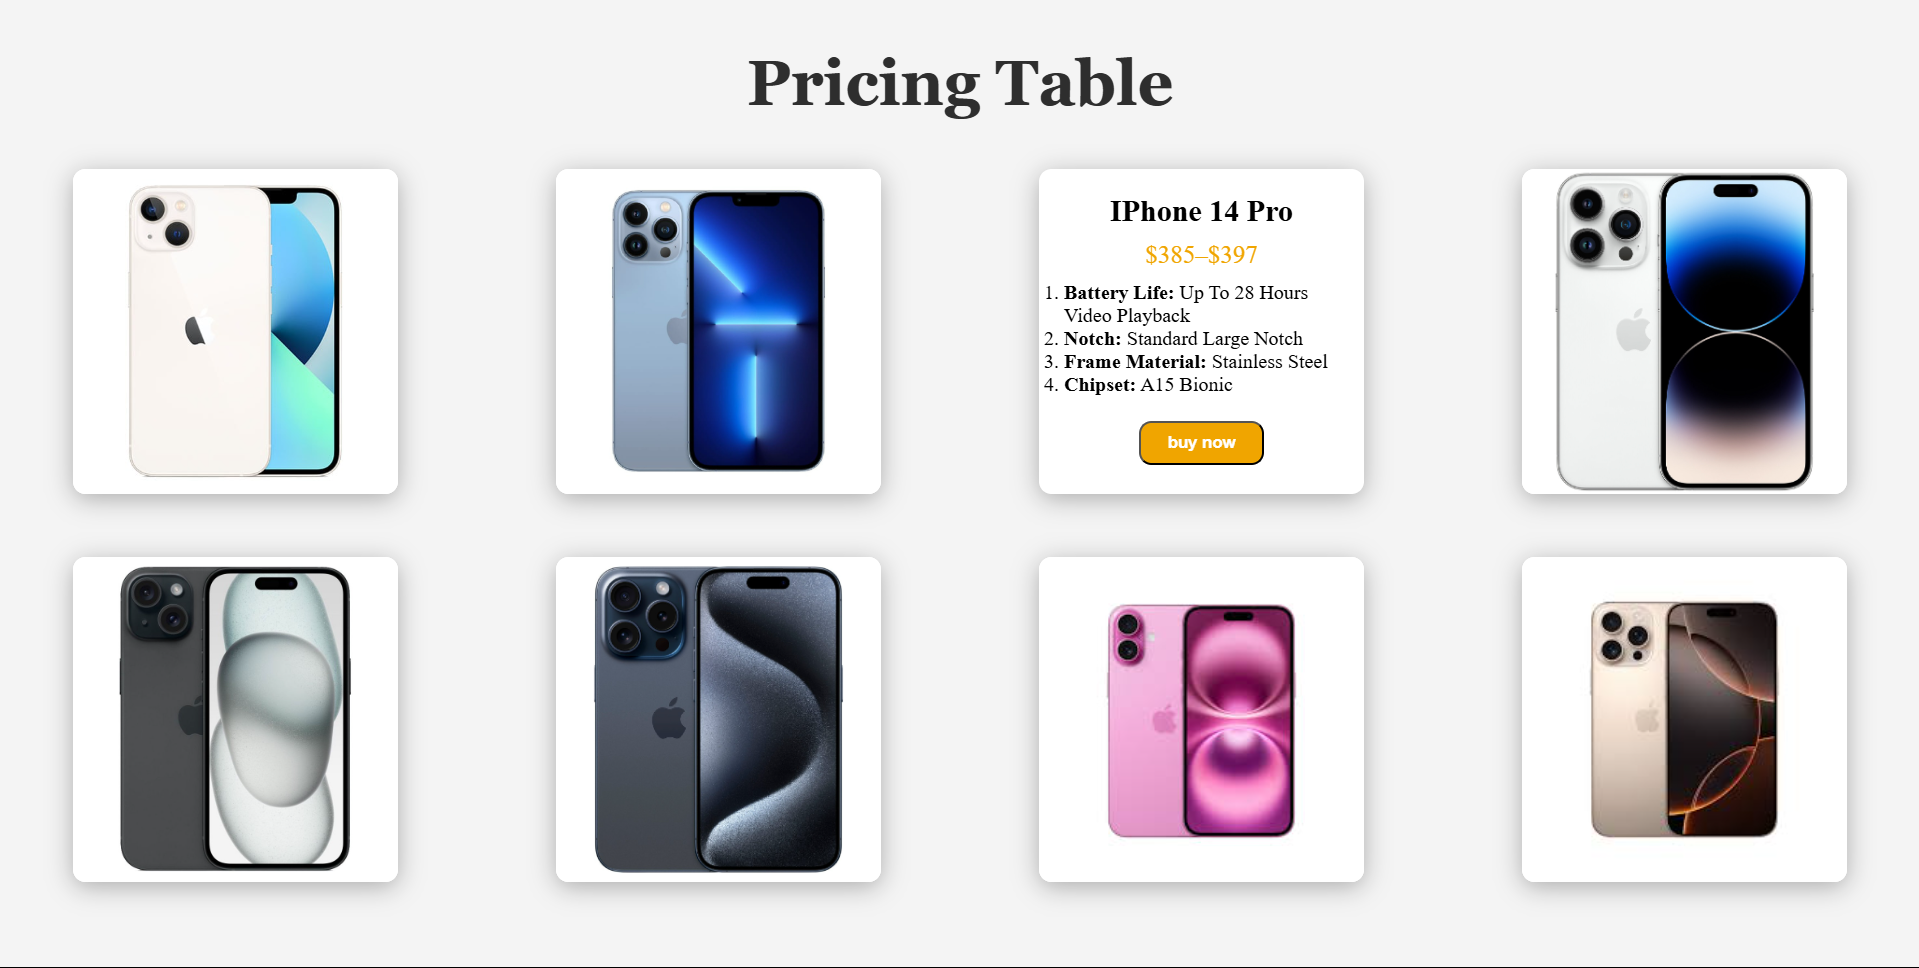 Pricing Table
IPhone 14 Pro
$385–$397
1. Battery Life: Up To 28 Hours
Video Playback
2. Notch: Standard Large Notch
3. Frame Material: Stainless Steel
4. Chipset: A15 Bionic
buy now